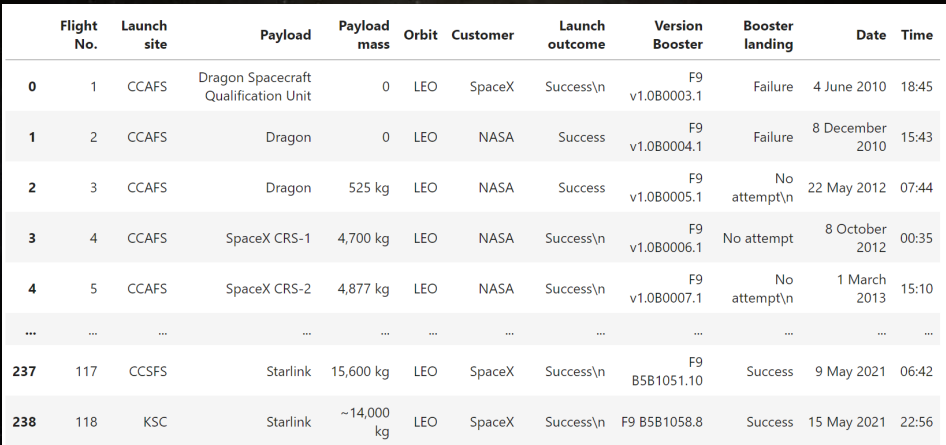 Flight No. Launch site Payload Payload mass Orbit Customer Launch outcome Version Booster Booster landing Date Time
0 1 CCAFS Dragon Spacecraft Qualification Unit 0 LEO SpaceX Success\n F9 v1.0B0003.1 Failure 4 June 2010 18:45
1 2 CCAFS Dragon 0 LEO NASA Success F9 v1.0B0004.1 Failure 8 December 2010 15:43
2 3 CCAFS Dragon 525 kg LEO NASA Success F9 v1.0B0005.1 No attempt\n 22 May 2012 07:44
3 4 CCAFS SpaceX CRS-1 4,700 kg LEO NASA Success\n F9 v1.0B0006.1 No attempt 8 October 2012 00:35
4 5 CCAFS SpaceX CRS-2 4,877 kg LEO NASA Success\n F9 v1.0B0007.1 No attempt\n 1 March 2013 15:10
... ... ... ... ... ... ... ... ... ... ... ...
237 117 CCSFS Starlink 15,600 kg LEO SpaceX Success\n F9 B5B1051.10 Success 9 May 2021 06:42
238 118 KSC Starlink ~14,000 kg LEO SpaceX Success\n F9 B5B1058.8 Success 15 May 2021 22:56